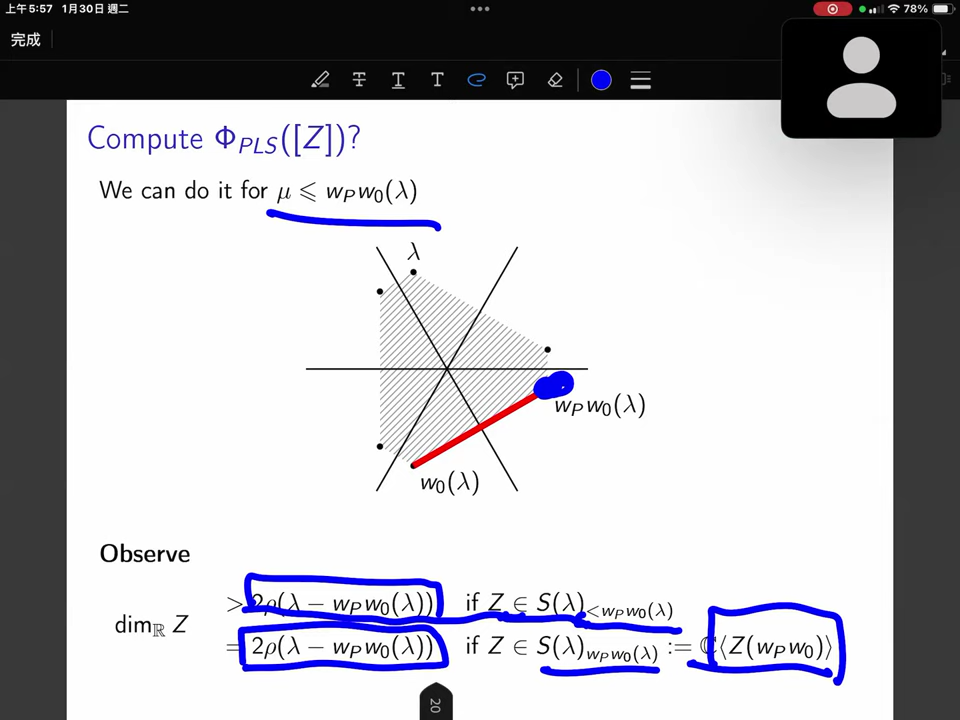 上午5:57 1月30日 週二
78%
完成
T T T
Compute Φ_PLS([Z])?
We can do it for μ ⩽ w_P w_0(λ)
λ
w_P w_0(λ)
w_0(λ)
Observe
dim_ℝ Z
> 2ρ(λ − w_P w_0(λ)) if Z ∈ S(λ)_{<w_P w_0(λ)}
= 2ρ(λ − w_P w_0(λ)) if Z ∈ S(λ)_{w_P w_0(λ)} := ℂ⟨Z(w_P w_0)⟩
20